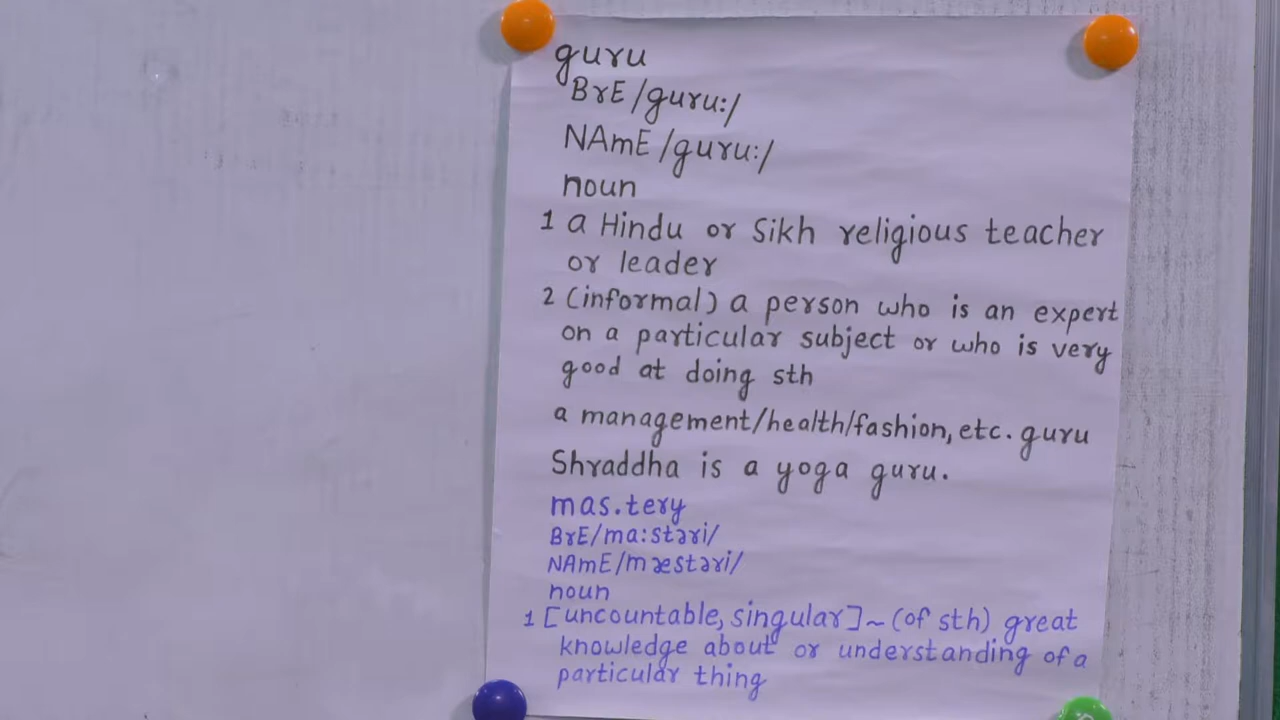 guru
BrE/guru:/
NAmE/guru:/
noun
1 a Hindu or Sikh religious teacher
or leader
2 (informal) a person who is an expert
on a particular subject or who is very
good at doing sth
a management/health/fashion, etc. guru
Shraddha is a yoga guru.
mas.tery
BrE/ma:stəri/
NAmE/mæstəri/
noun
1 [uncountable, singular] ~ (of sth) great
knowledge about or understanding of a
particular thing